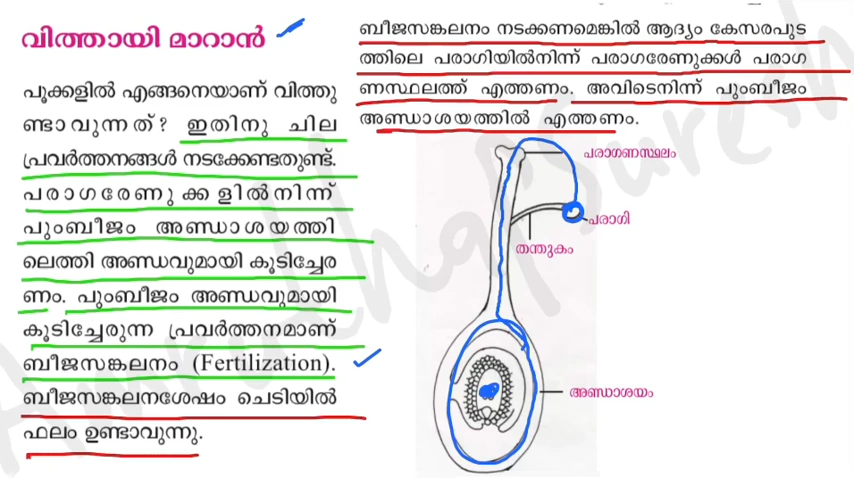 വിത്തായി മാറാൻ
പൂക്കളിൽ എങ്ങനെയാണ് വിത്തു
ണ്ടാവുന്നത്? ഇതിനു ചില
പ്രവർത്തനങ്ങൾ നടക്കേണ്ടതുണ്ട്.
പരാഗരേണുക്കളിൽനിന്ന്
പുംബീജം അണ്ഡാശയത്തി
ലെത്തി അണ്ഡവുമായി കൂടിച്ചേര
ണം. പുംബീജം അണ്ഡവുമായി
കൂടിച്ചേരുന്ന പ്രവർത്തനമാണ്
ബീജസങ്കലനം (Fertilization).
ബീജസങ്കലനശേഷം ചെടിയിൽ
ഫലം ഉണ്ടാവുന്നു.
ബീജസങ്കലനം നടക്കണമെങ്കിൽ ആദ്യം കേസരപുട
ത്തിലെ പരാഗിയിൽനിന്ന് പരാഗരേണുക്കൾ പരാഗ
ണസ്ഥലത്ത് എത്തണം. അവിടെനിന്ന് പുംബീജം
അണ്ഡാശയത്തിൽ എത്തണം.
പരാഗണസ്ഥലം
പരാഗി
തന്തുകം
അണ്ഡാശയം